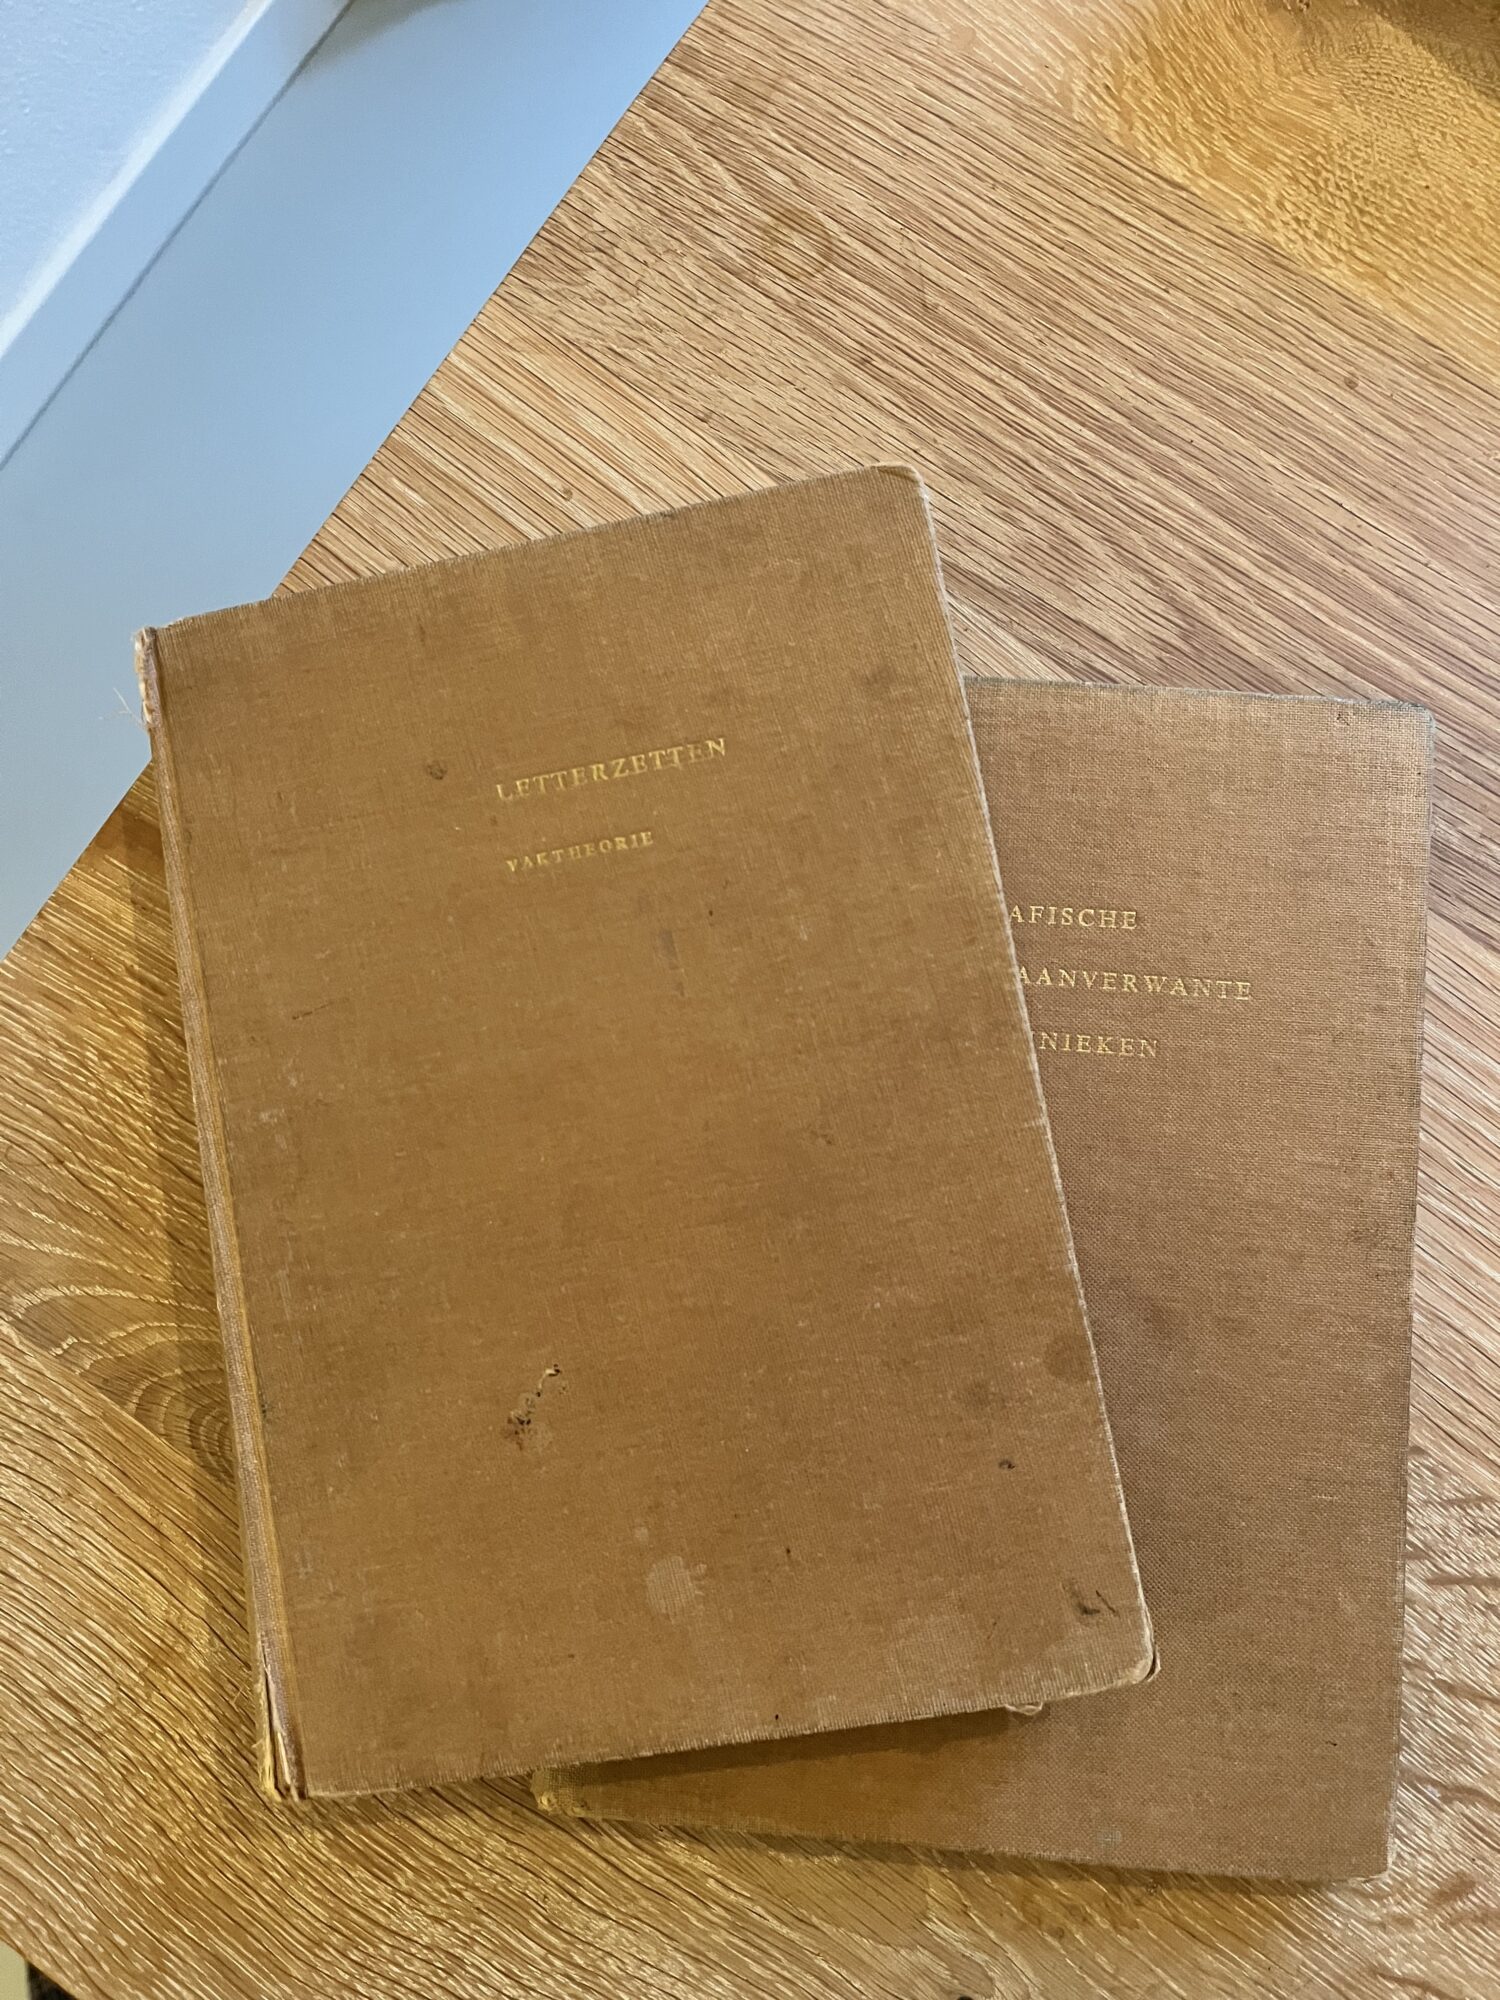 LETTERZETTEN
VAKTHEORIE
AFISCHE
AANVERWANTE
NIEKEN